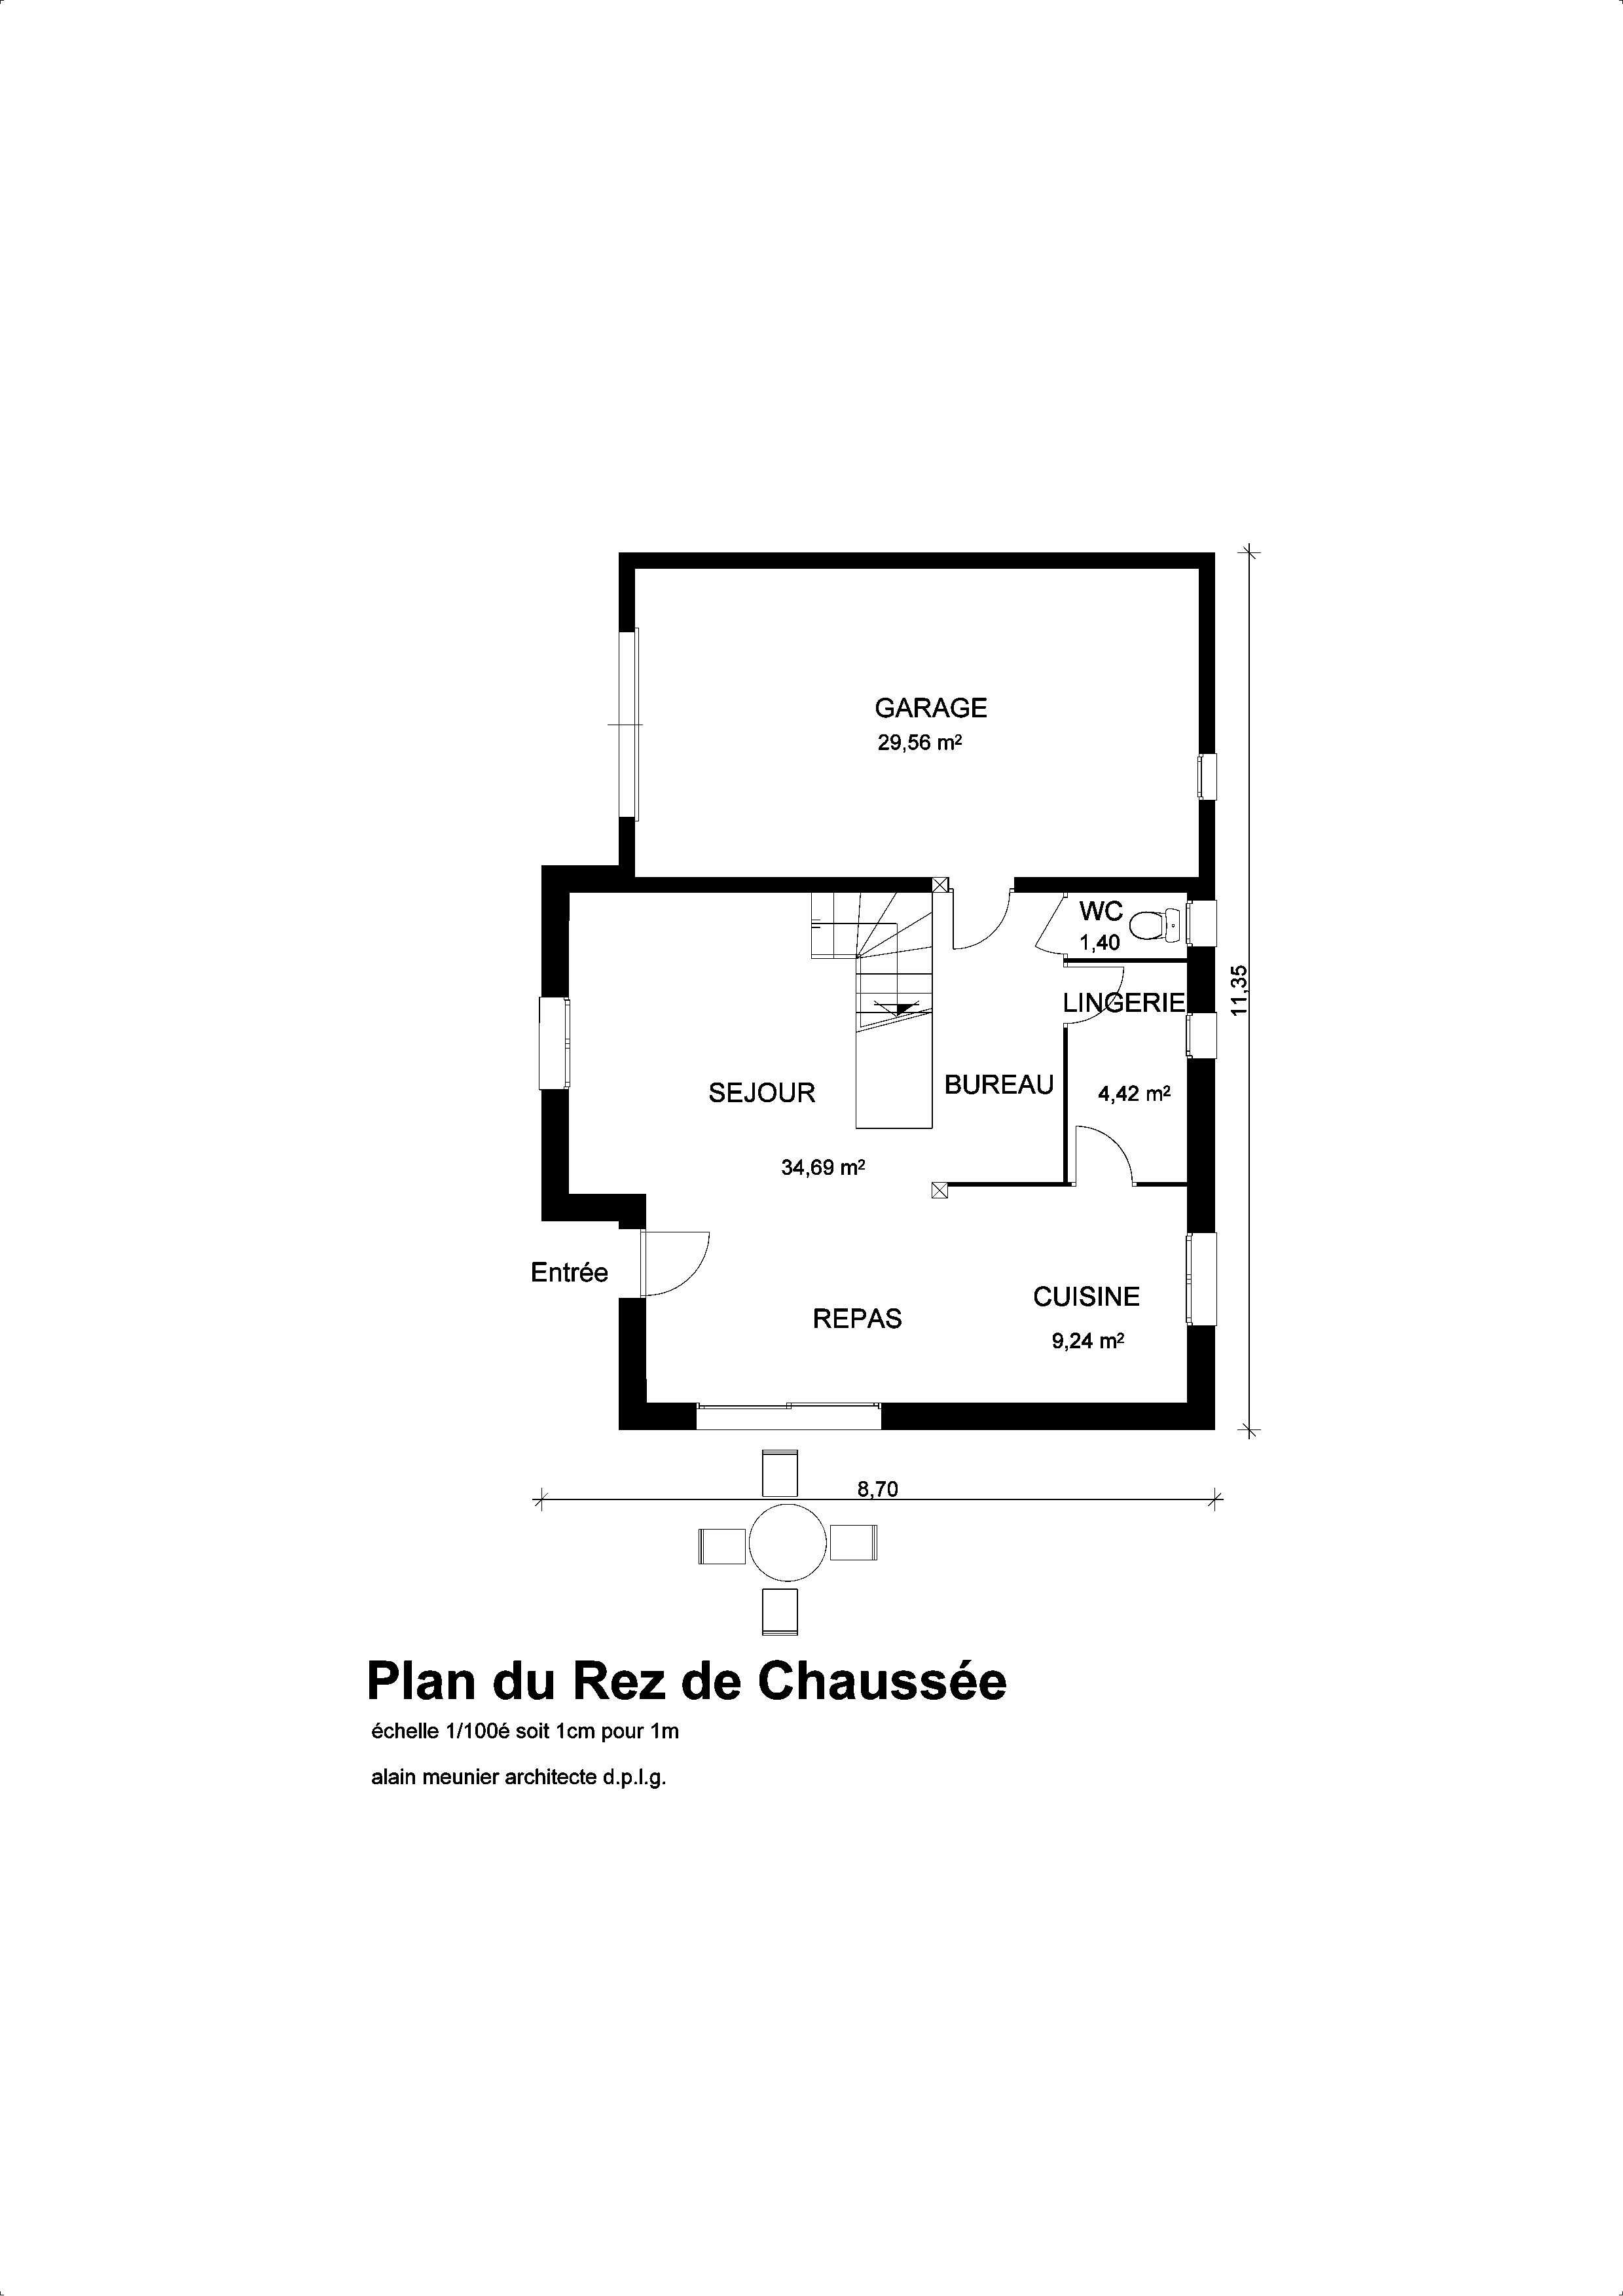 GARAGE
29,56 m²
WC
1,40
LINGERIE
11,35
SEJOUR
BUREAU
4,42 m²
34,69 m²
Entrée
CUISINE
REPAS
9,24 m²
8,70
Plan du Rez de Chaussée
échelle 1/100é soit 1cm pour 1m
alain meunier architecte d.p.l.g.